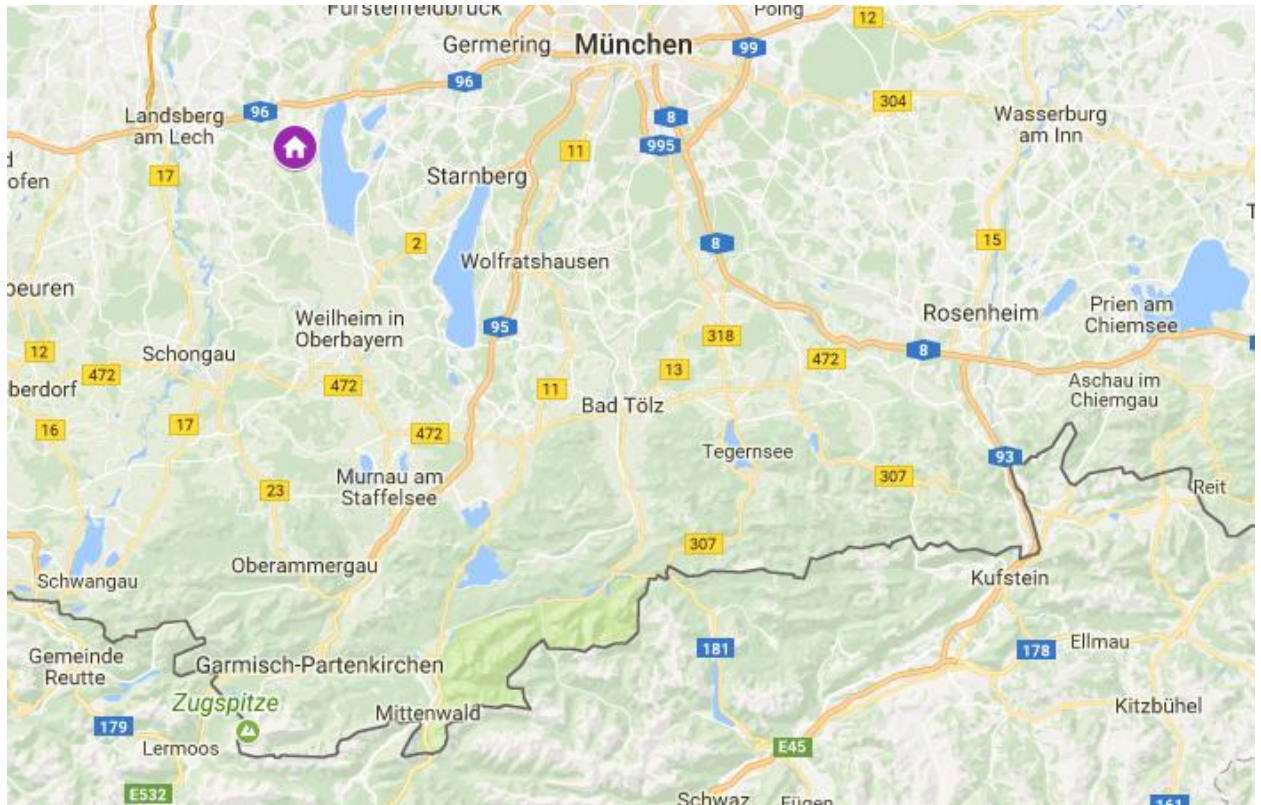 Fürstenfeldbruck
Poing
12
Germering
München
99
96
304
Landsberg
am Lech
96
8
Wasserburg
am Inn
995
11
ofen
17
Starnberg
15
2
8
Wolfratshausen
beuren
Weilheim in
Oberbayern
95
Rosenheim
Prien am
Chiemsee
318
12
Schongau
472
8
472
472
13
berdorf
11
Aschau im
Chiemgau
Bad Tölz
16
17
472
Tegernsee
93
Murnau am
Staffelsee
23
307
Reit
307
Oberammergau
Schwangau
Kufstein
Gemeinde
Reutte
Garmisch-Partenkirchen
181
178
Ellmau
Zugspitze
Mittenwald
Kitzbühel
179
Lermoos
E45
E532
Schwaz
Fügen
161